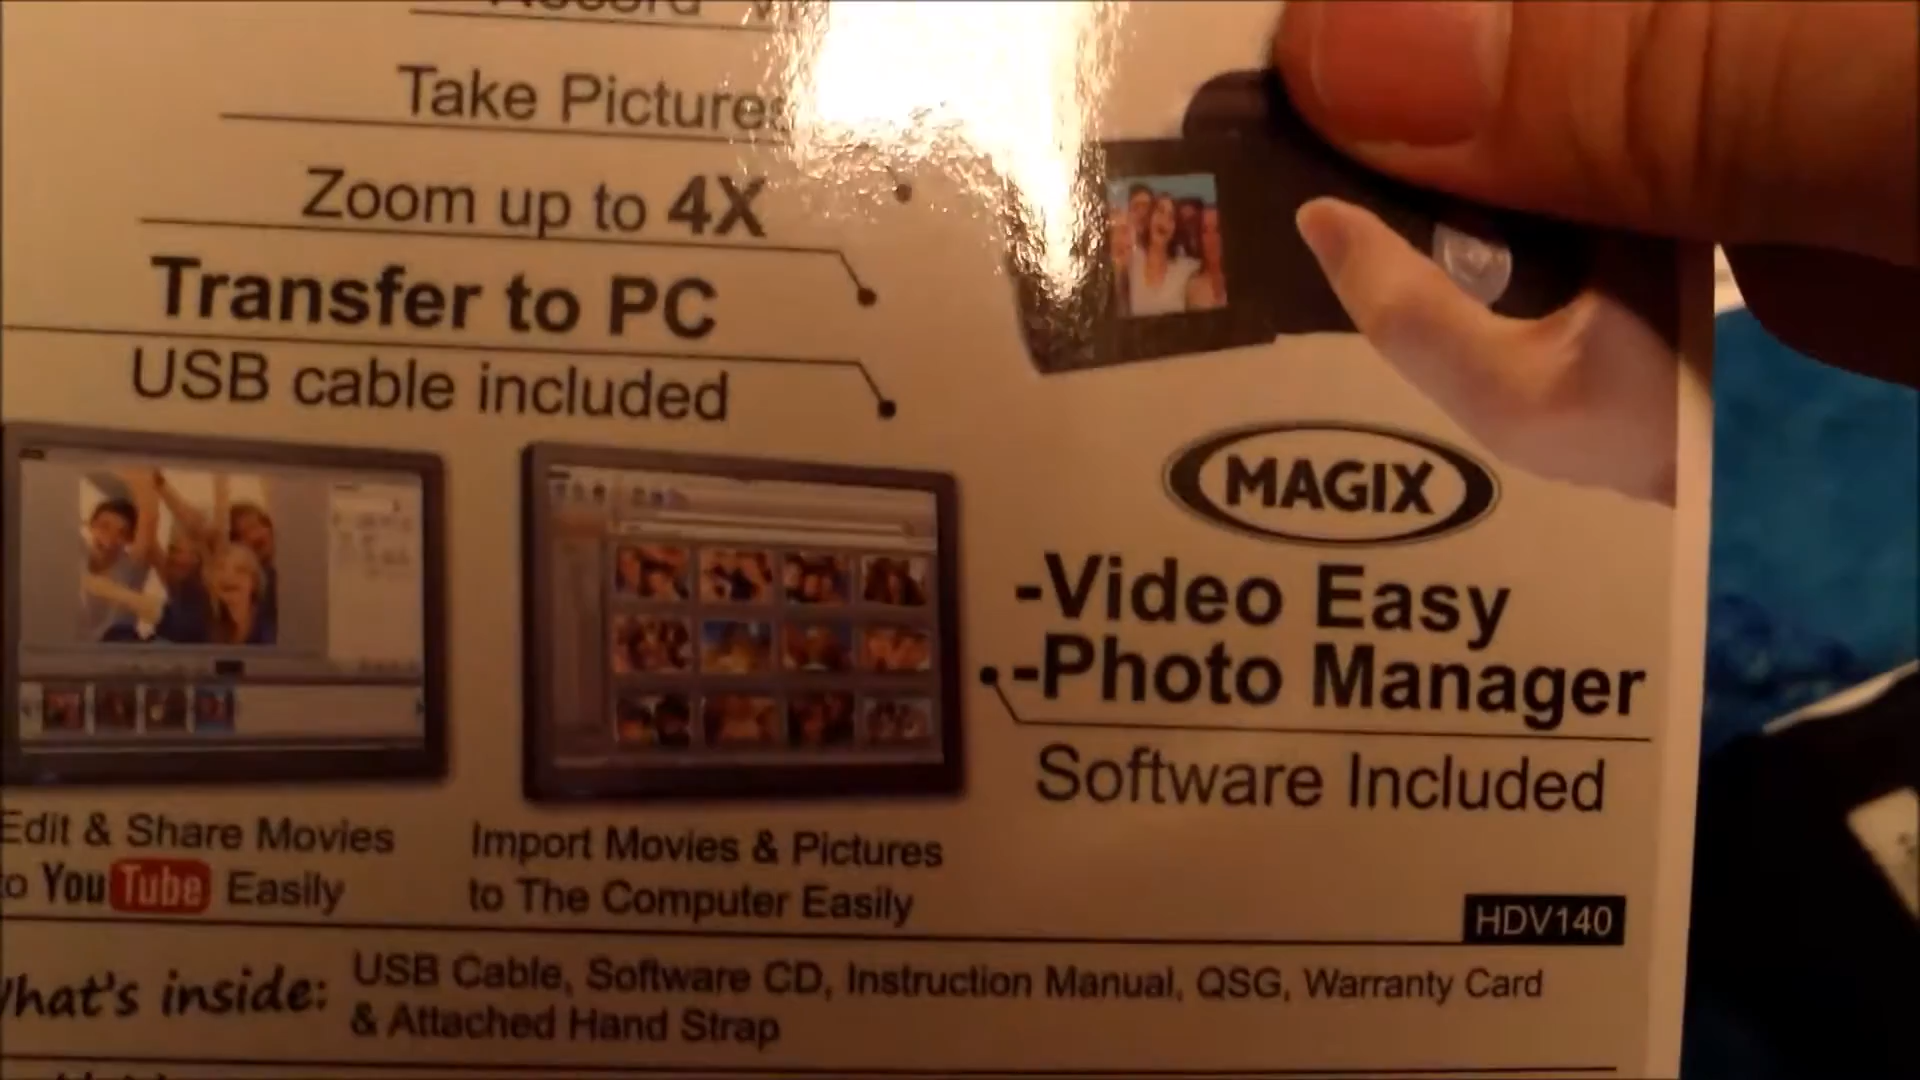 Record
Take Pictures
Zoom up to 4X
Transfer to PC
USB cable included
MAGIX
-Video Easy
-Photo Manager
Software Included
Edit & Share Movies
to YouTube Easily
Import Movies & Pictures
to The Computer Easily
HDV140
What's inside: USB Cable, Software CD, Instruction Manual, QSG, Warranty Card
& Attached Hand Strap